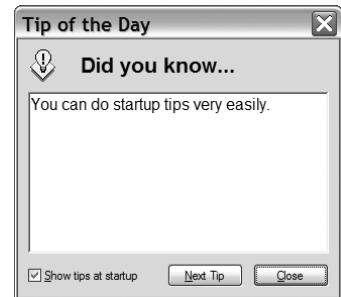 Tip of the Day
Did you know...
You can do startup tips very easily.
Show tips at startup
Next Tip
Close